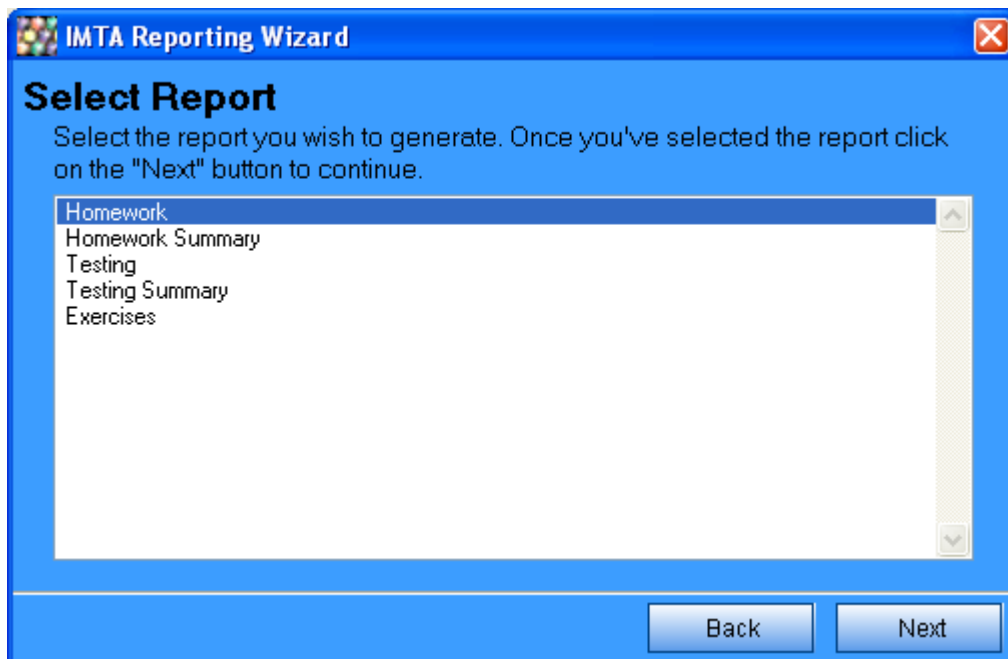 IMTA Reporting Wizard
Select Report
Select the report you wish to generate. Once you've selected the report click
on the "Next" button to continue.
Homework
Homework Summary
Testing
Testing Summary
Exercises
Back Next